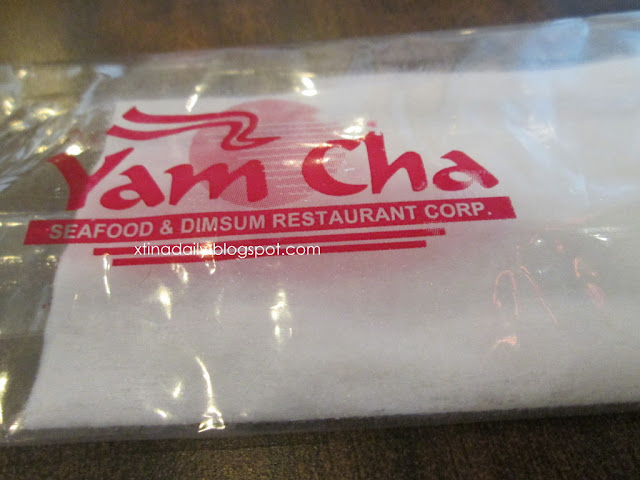 Yam Cha
SEAFOOD & DIMSUM RESTAURANT CORP.
xtinadaily.blogspot.com